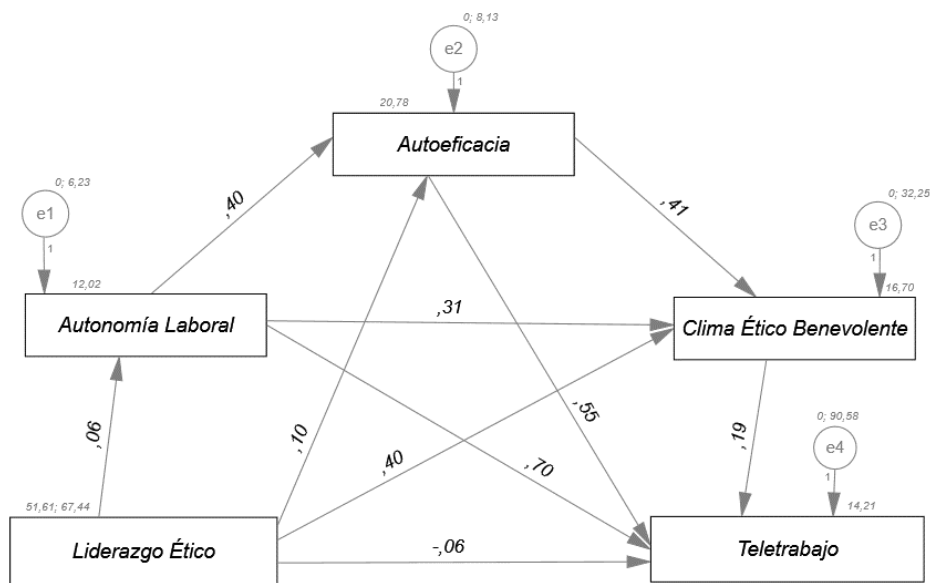 0; 8,13
e2
1
20,78
Autoeficacia
0; 6,23
e1
1
,40
,41
0; 32,25
e3
1
12,02
Autonomía Laboral
,31
16,70
Clima Ético Benevolente
,06
,10
,40
,70
,55
,19
0; 90,58
e4
1
51,61; 67,44
Liderazgo Ético
-,06
14,21
Teletrabajo